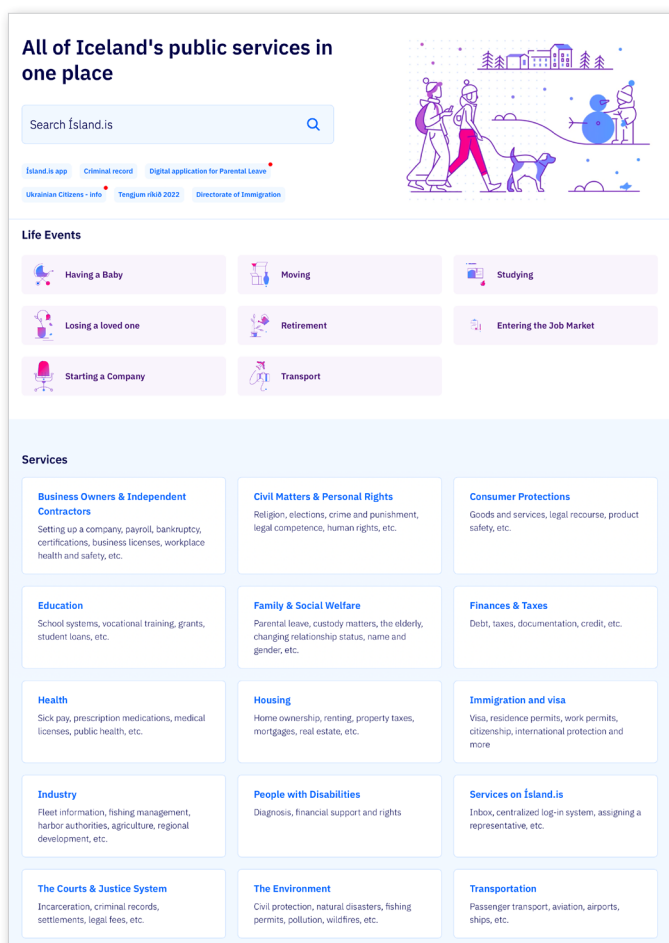 All of Iceland's public services in
one place
Search Ísland.is
Ísland.is app
Criminal record
Digital application for Parental Leave
Ukrainian Citizens - info
Tengjum ríkið 2022
Directorate of Immigration
Life Events
Having a Baby
Moving
Studying
Losing a loved one
Retirement
Entering the Job Market
Starting a Company
Transport
Services
Business Owners & Independent
Contractors
Setting up a company, payroll, bankruptcy,
certifications, business licenses, workplace
health and safety, etc.
Civil Matters & Personal Rights
Religion, elections, crime and punishment,
legal competence, human rights, etc.
Consumer Protections
Goods and services, legal recourse, product
safety, etc.
Education
School systems, vocational training, grants,
student loans, etc.
Family & Social Welfare
Parental leave, custody matters, the elderly,
changing relationship status, name and
gender, etc.
Finances & Taxes
Debt, taxes, documentation, credit, etc.
Health
Sick pay, prescription medications, medical
licenses, public health, etc.
Housing
Home ownership, renting, property taxes,
mortgages, real estate, etc.
Immigration and visa
Visa, residence permits, work permits,
citizenship, international protection and
more
Industry
Fleet information, fishing management,
harbor authorities, agriculture, regional
development, etc.
People with Disabilities
Diagnosis, financial support and rights
Services on Ísland.is
Inbox, centralized log-in system, assigning a
representative, etc.
The Courts & Justice System
Incarceration, criminal records,
settlements, legal fees, etc.
The Environment
Civil protection, natural disasters, fishing
permits, pollution, wildfires, etc.
Transportation
Passenger transport, aviation, airports,
ships, etc.